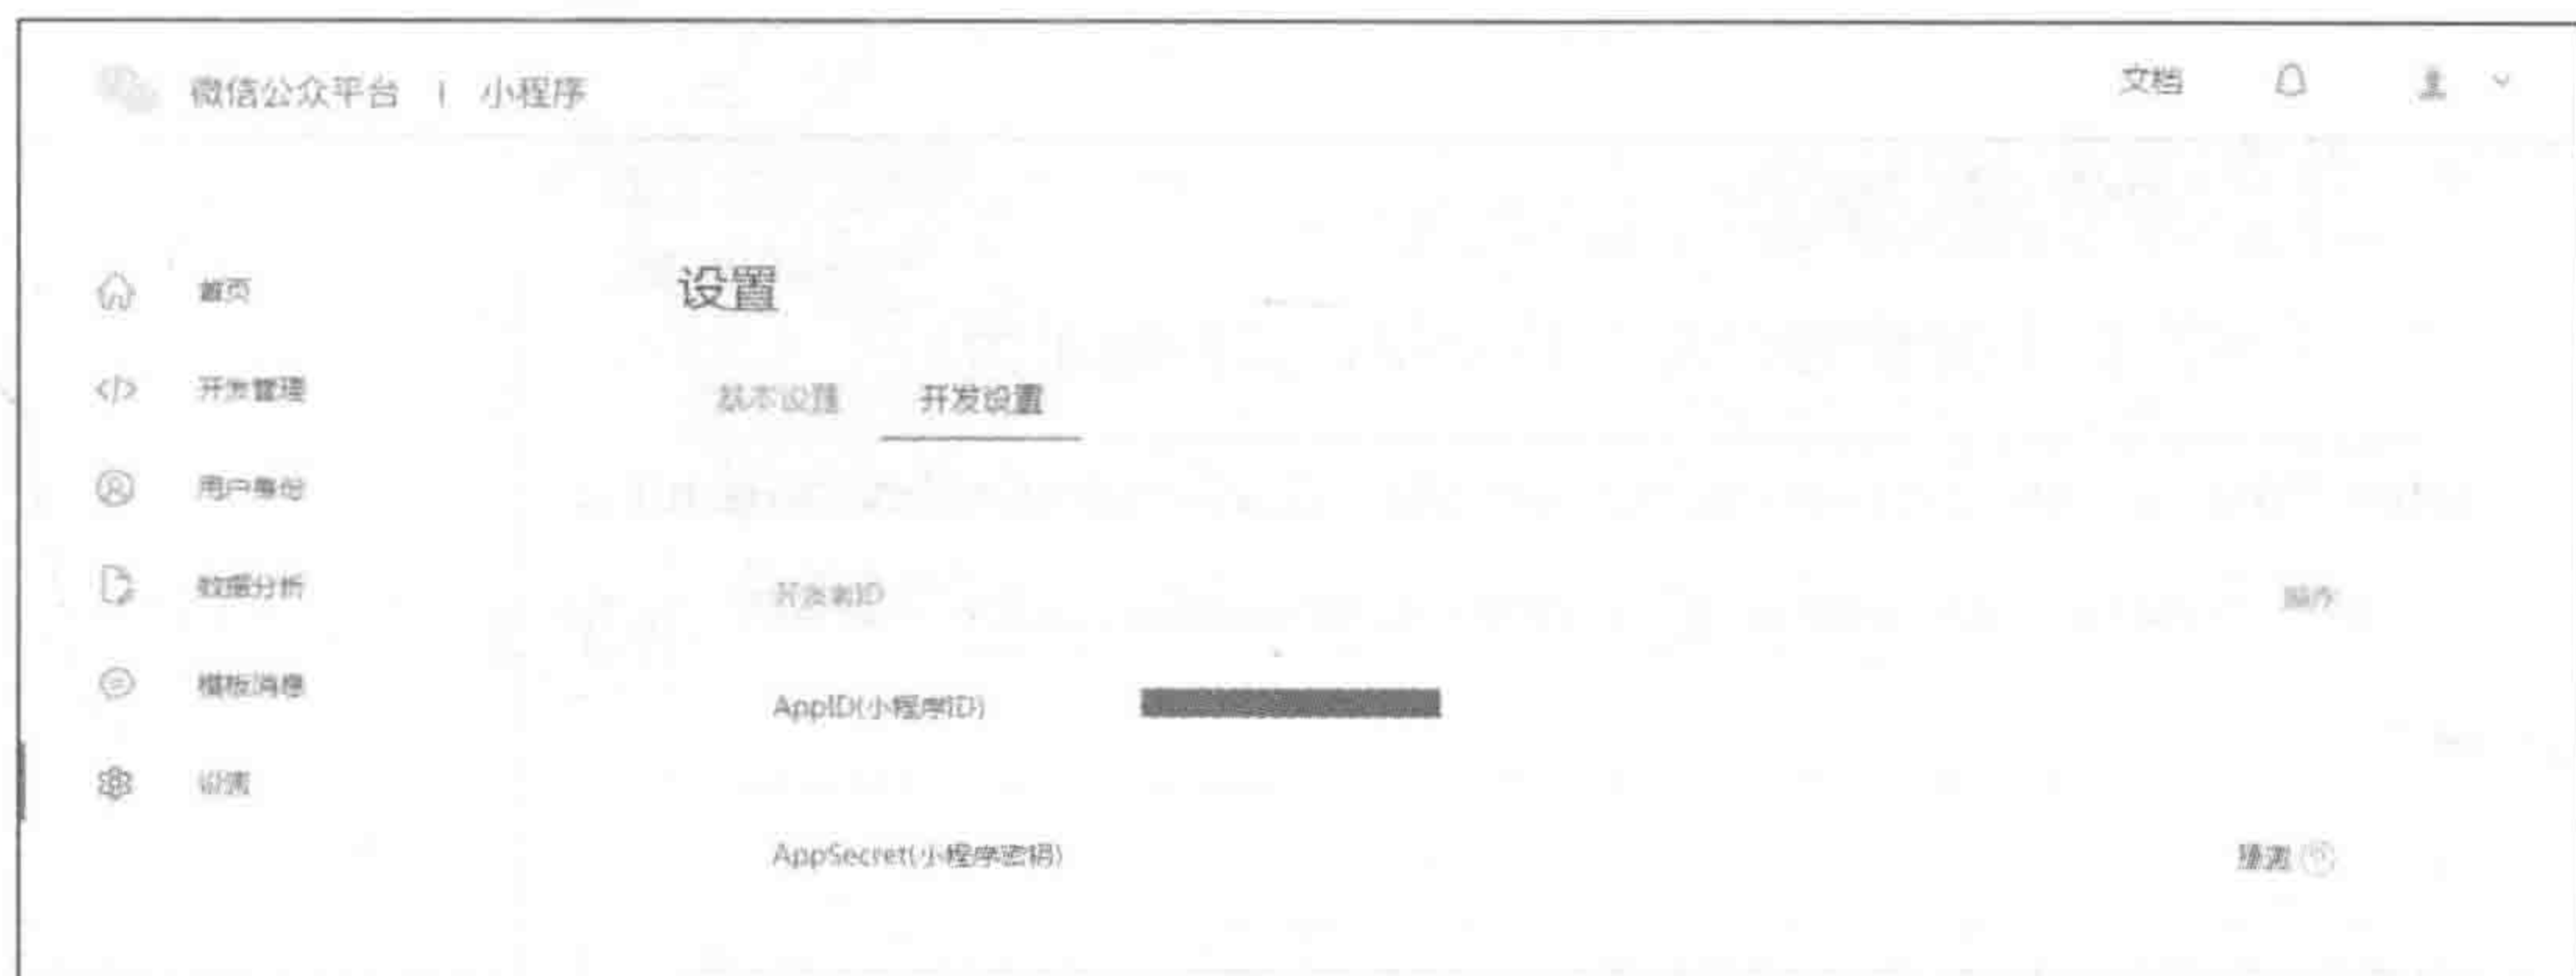 微信公众平台 | 小程序
文档
首页
开发管理
用户身份
数据分析
模板消息
设置
设置
基本设置 开发设置
开发者ID 操作
AppID(小程序ID)
AppSecret(小程序密钥) 重置